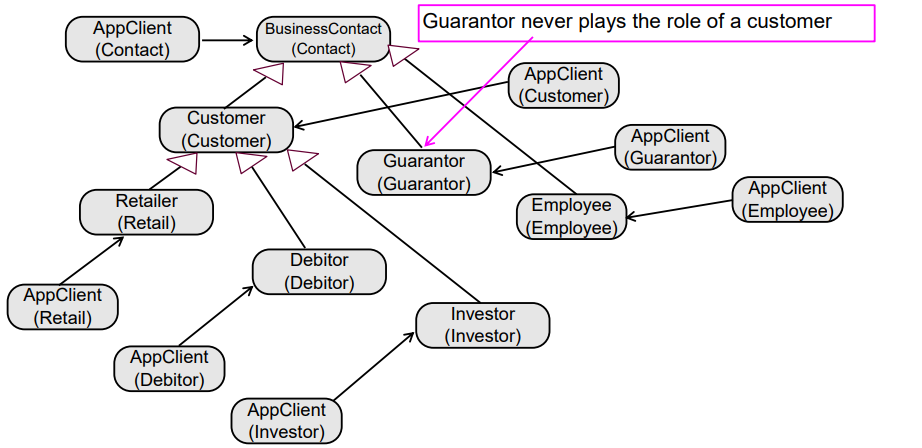 Guarantor never plays the role of a customer
AppClient
(Contact)
BusinessContact
(Contact)
AppClient
(Customer)
Customer
(Customer)
AppClient
(Guarantor)
Guarantor
(Guarantor)
AppClient
(Employee)
Retailer
(Retail)
Employee
(Employee)
Debitor
(Debitor)
AppClient
(Retail)
Investor
(Investor)
AppClient
(Debitor)
AppClient
(Investor)